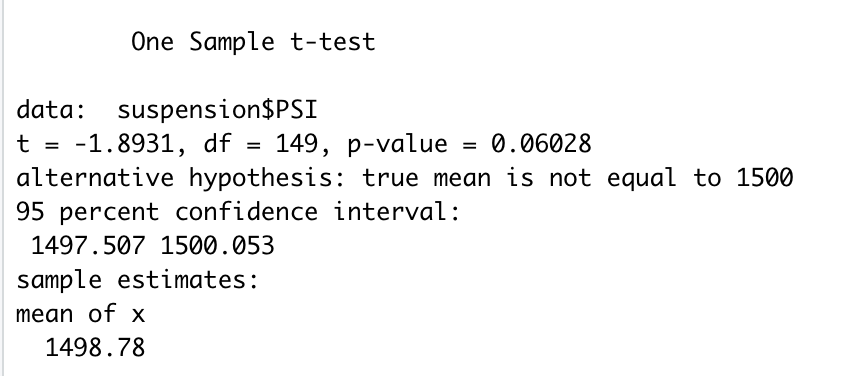 One Sample t-test
data:  suspension$PSI
t = -1.8931, df = 149, p-value = 0.06028
alternative hypothesis: true mean is not equal to 1500
95 percent confidence interval:
1497.507 1500.053
sample estimates:
mean of x
1498.78